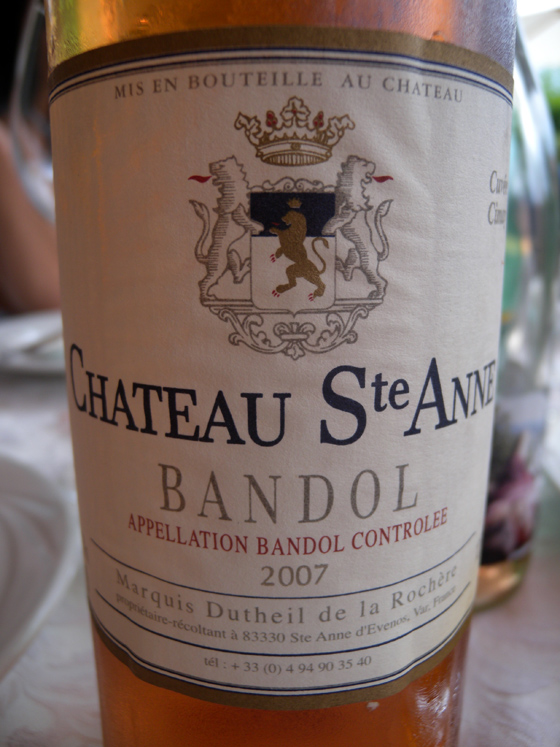 MIS EN BOUTEILLE AU CHATEAU
CHATEAU Ste ANNE
BANDOL
APPELLATION BANDOL CONTROLEE
2007
Marquis Dutheil de la Rochère
propriétaire-récoltant à 83330 Ste Anne d'Evenos, Var, France
tél : + 33 (0) 4 94 90 35 40